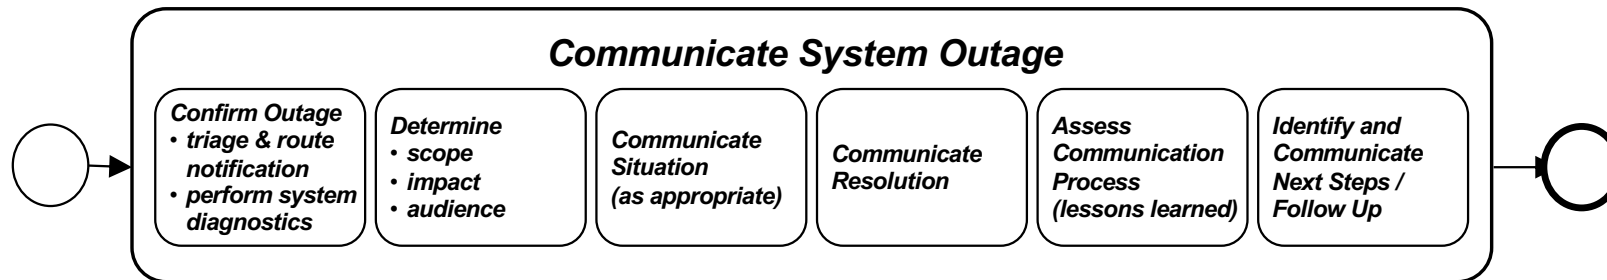 Communicate System Outage
Confirm Outage
• triage & route
notification
• perform system
diagnostics
Determine
• scope
• impact
• audience
Communicate
Situation
(as appropriate)
Communicate
Resolution
Assess
Communication
Process
(lessons learned)
Identify and
Communicate
Next Steps /
Follow Up